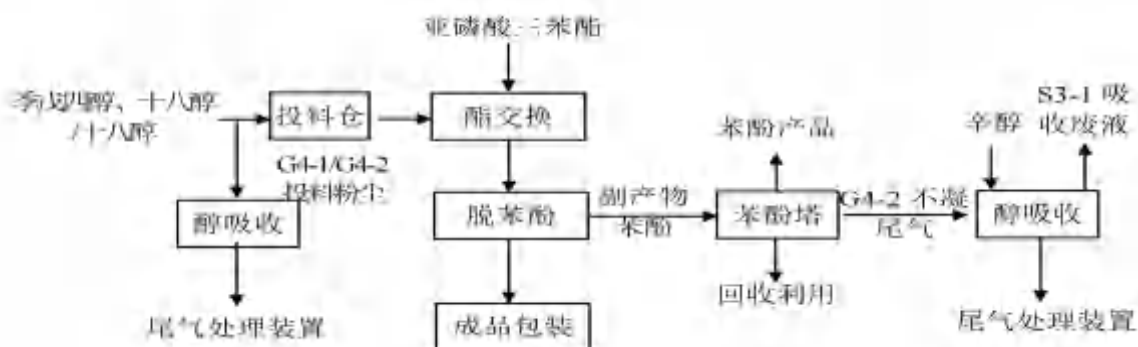 亚磷酸三苯酯
季戊四醇、十八醇
/十八醇
投料仓
酯交换
G4-1/G4-2
投料粉尘
醇吸收
尾气处理装置
脱苯酚
成品包装
副产物
苯酚
苯酚产品
苯酚塔
回收利用
G4-2 不凝
尾气
辛醇
S3-1 吸
收废液
醇吸收
尾气处理装置